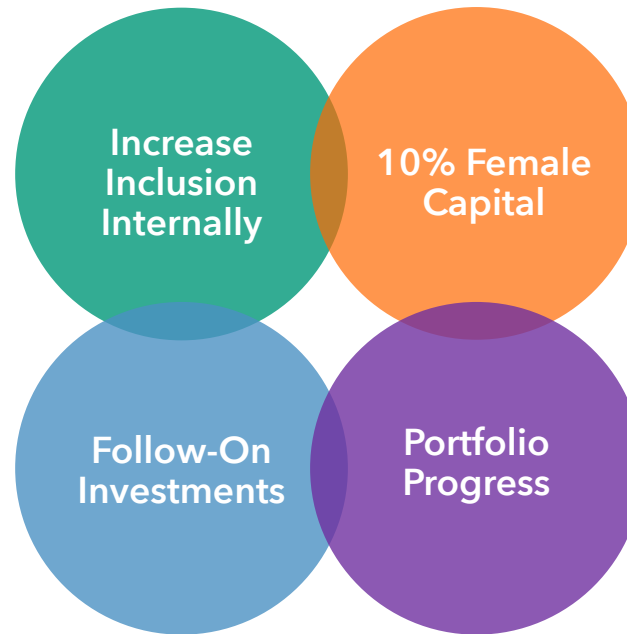 Increase
Inclusion
Internally
10% Female
Capital
Follow-On
Investments
Portfolio
Progress